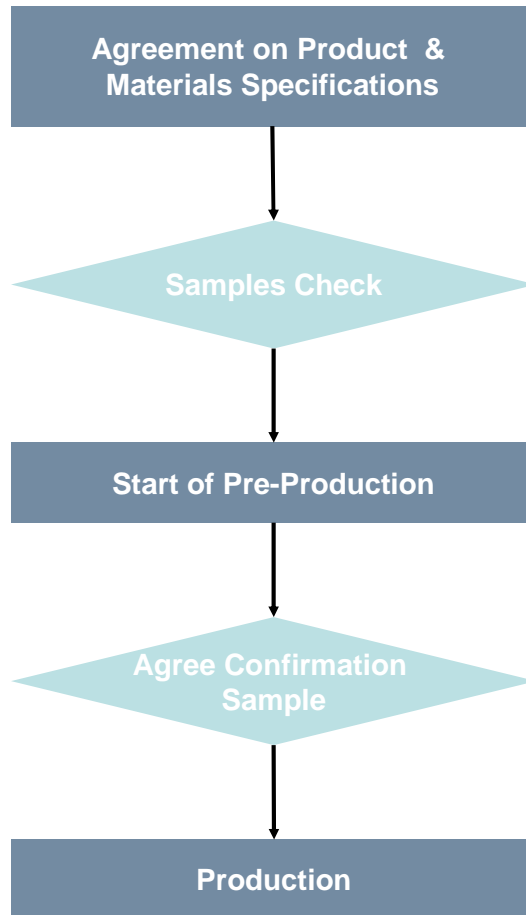 Agreement on Product &
Materials Specifications
Samples Check
Start of Pre-Production
Agree Confirmation
Sample
Production